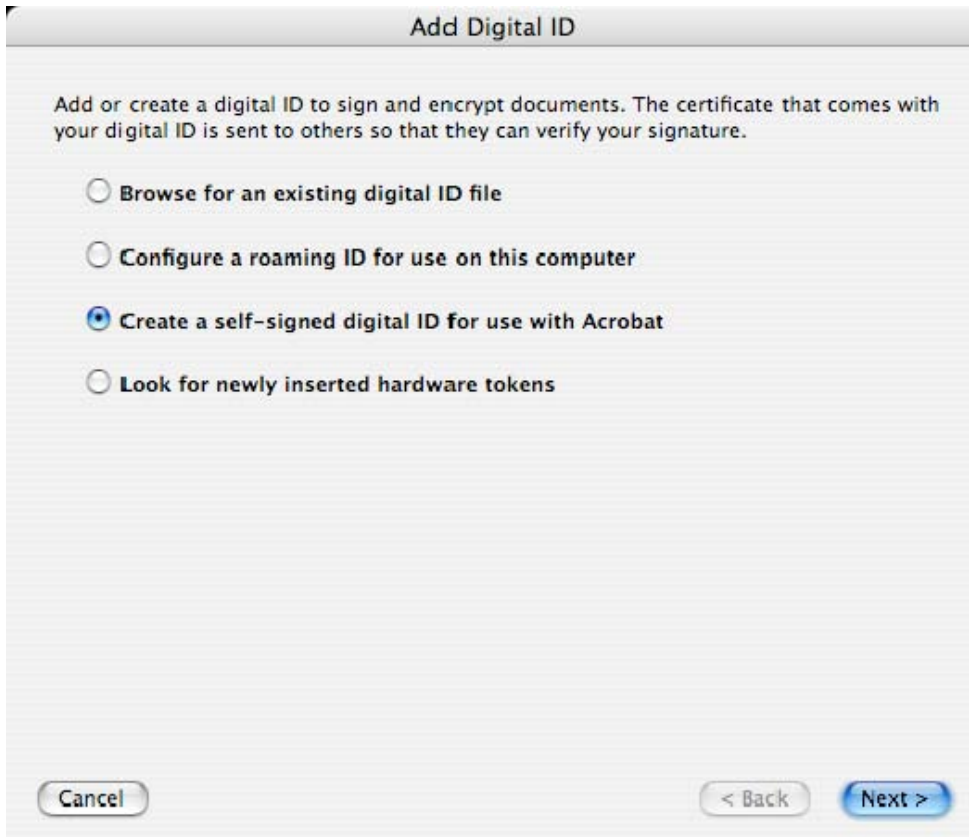 Add Digital ID
Add or create a digital ID to sign and encrypt documents. The certificate that comes with
your digital ID is sent to others so that they can verify your signature.
Browse for an existing digital ID file
Configure a roaming ID for use on this computer
Create a self-signed digital ID for use with Acrobat
Look for newly inserted hardware tokens
Cancel
< Back
Next >